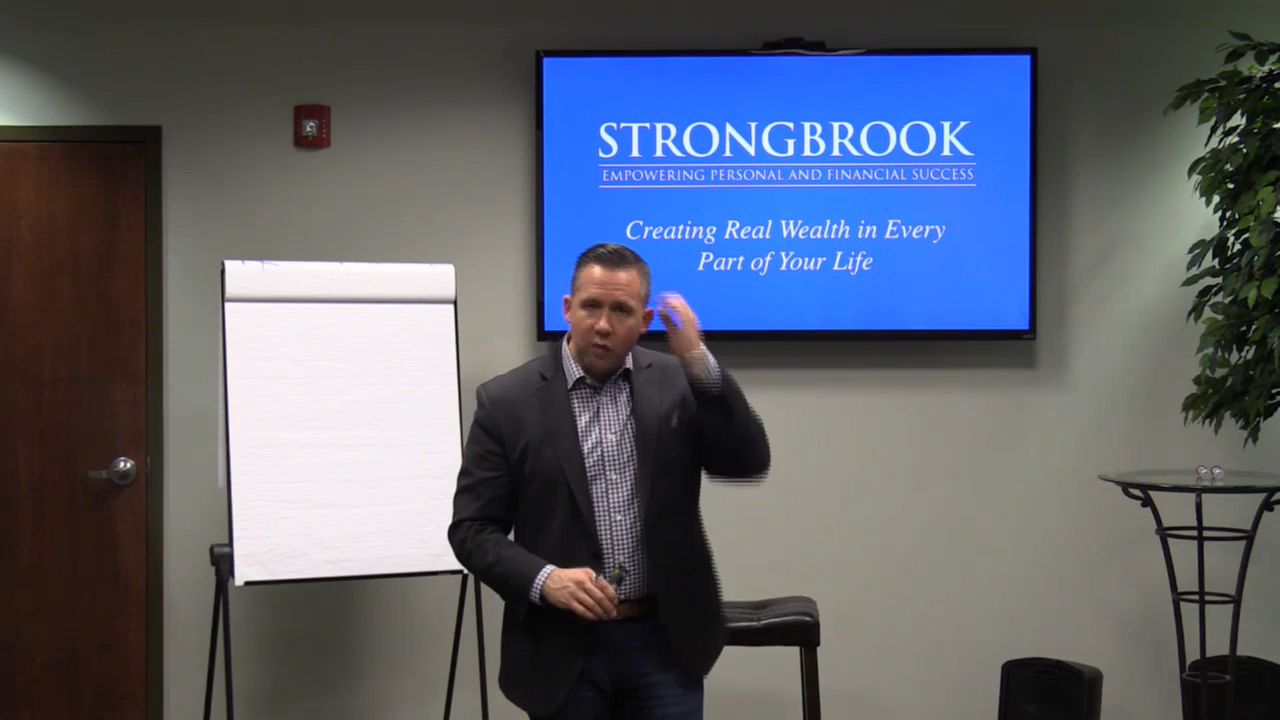 STRONGBROOK
EMPOWERING PERSONAL AND FINANCIAL SUCCESS
Creating Real Wealth in Every
Part of Your Life